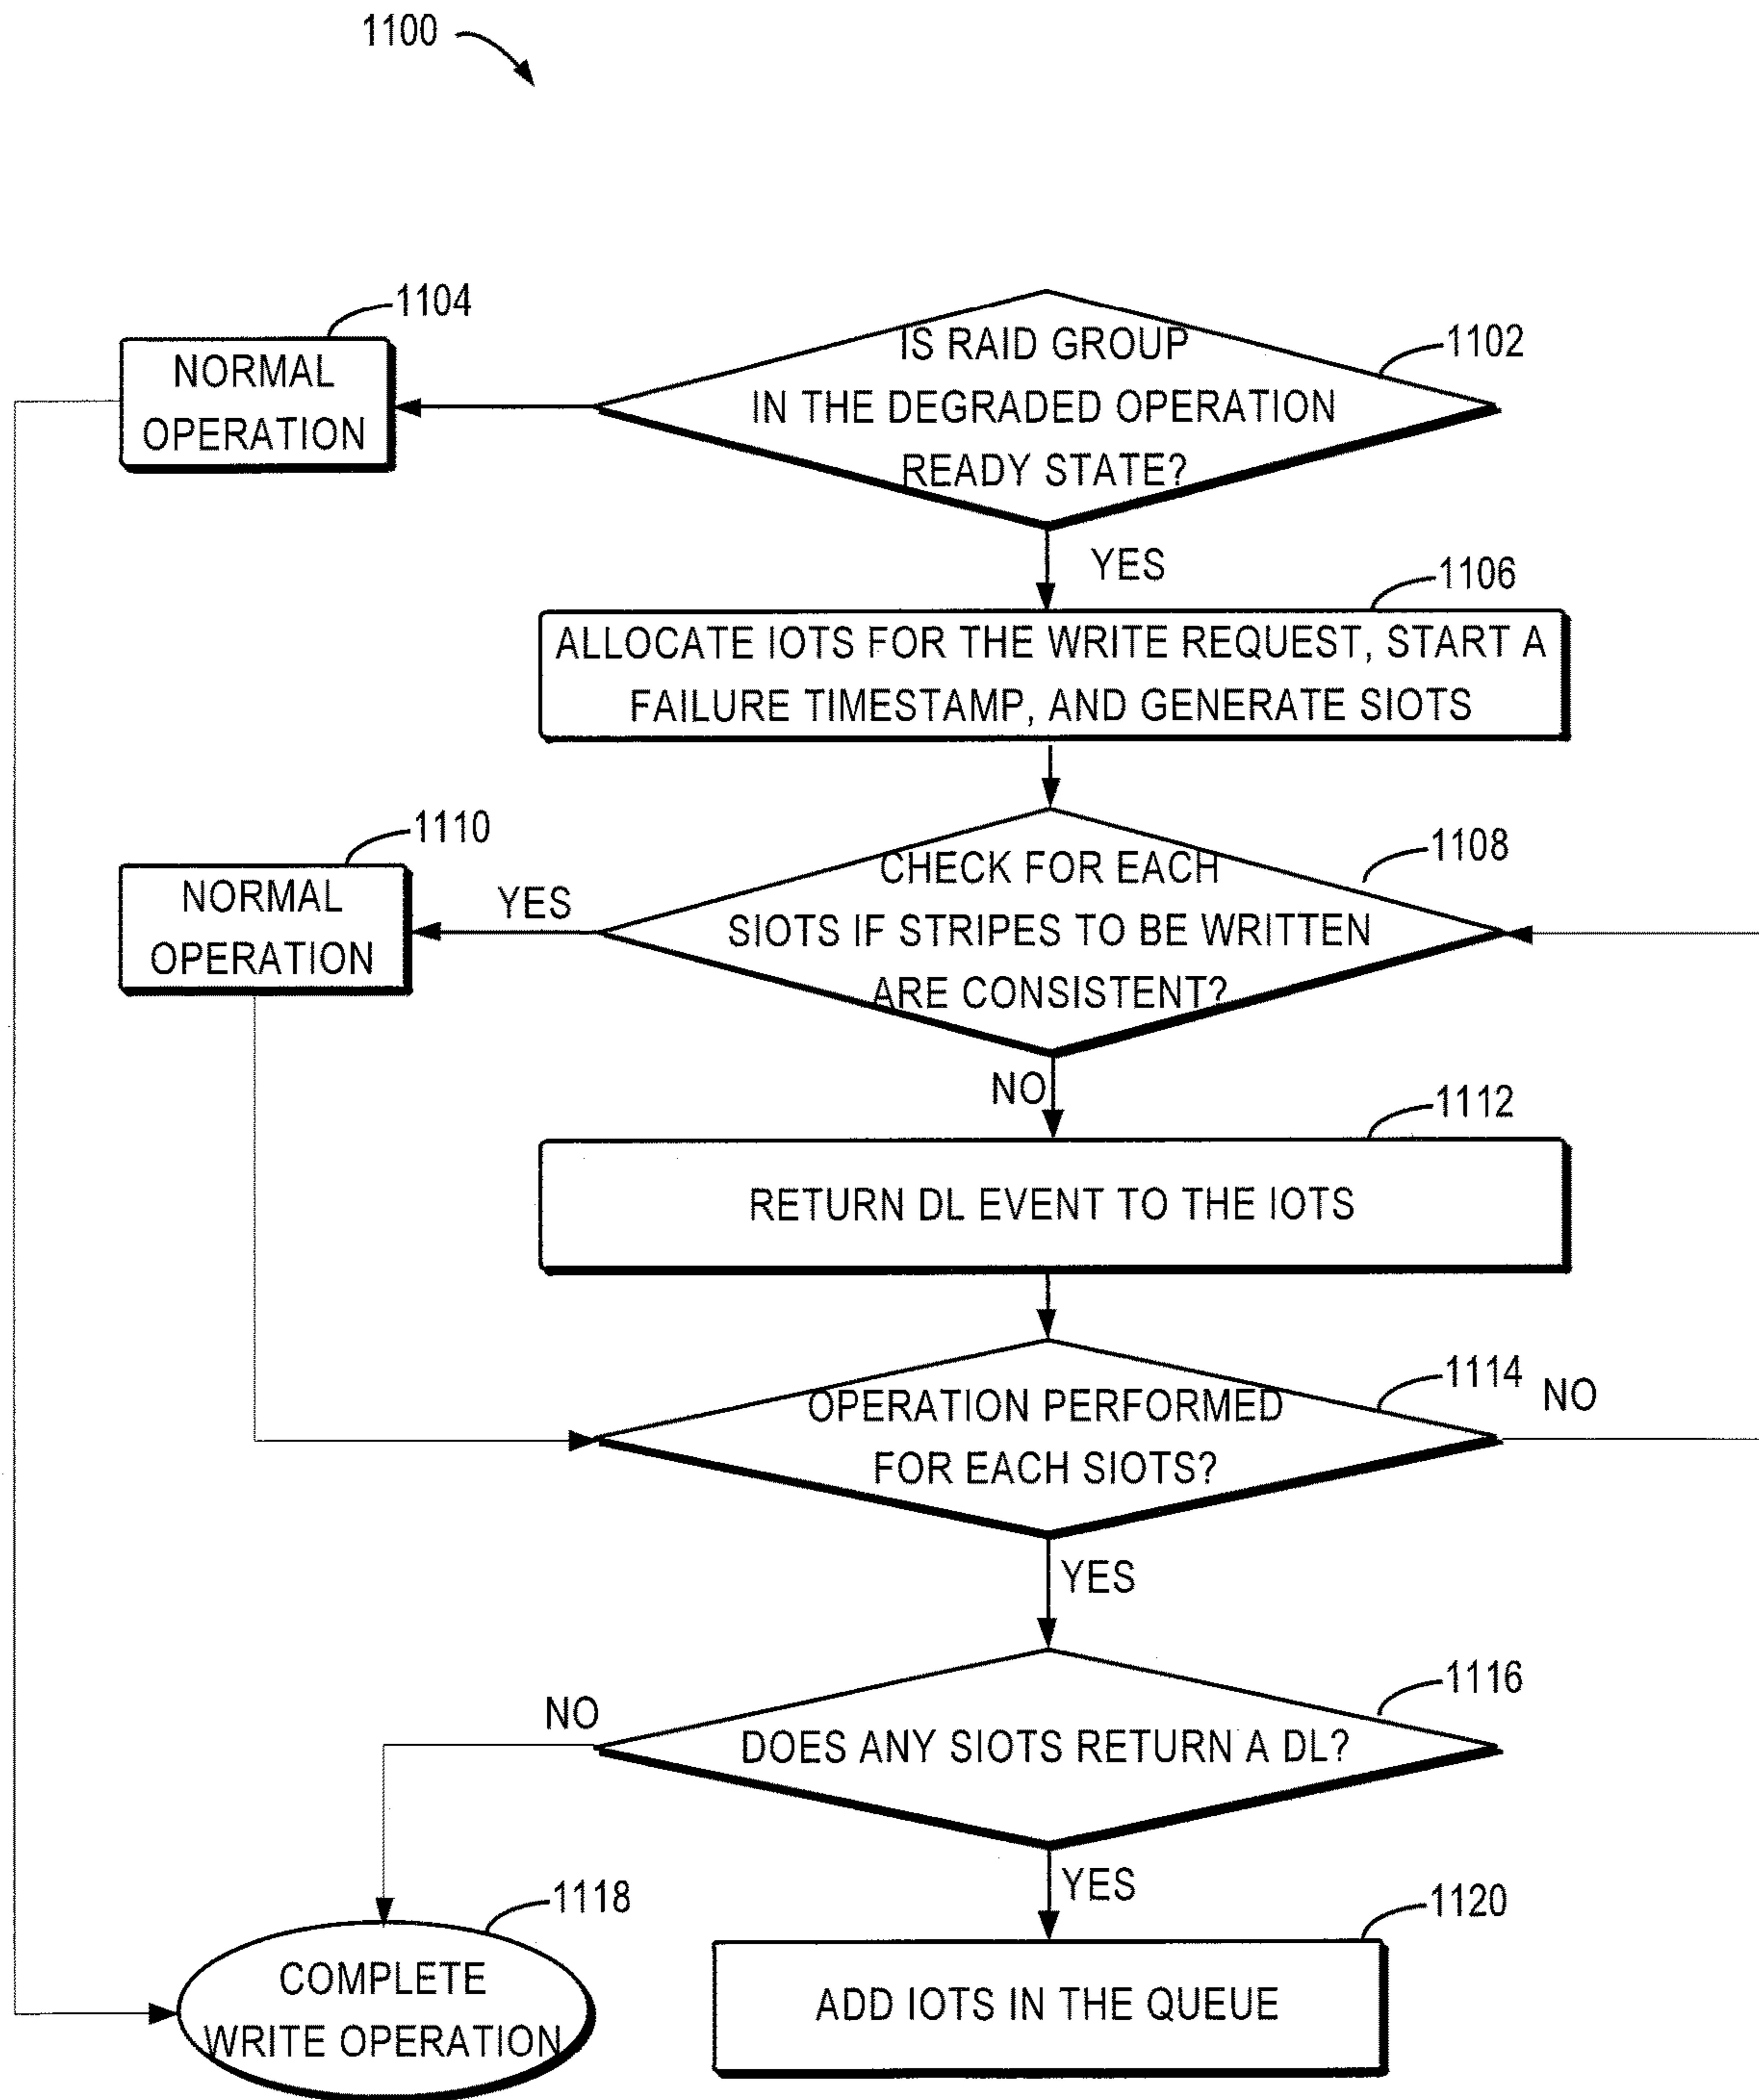 1100
1104
NORMAL
OPERATION
IS RAID GROUP
IN THE DEGRADED OPERATION
READY STATE?
1102
YES
1106
ALLOCATE IOTS FOR THE WRITE REQUEST, START A
FAILURE TIMESTAMP, AND GENERATE SIOTS
1110
NORMAL
OPERATION
YES
CHECK FOR EACH
SIOTS IF STRIPES TO BE WRITTEN
ARE CONSISTENT?
1108
NO
1112
RETURN DL EVENT TO THE IOTS
OPERATION PERFORMED
FOR EACH SIOTS?
1114
NO
YES
NO
DOES ANY SIOTS RETURN A DL?
1116
YES
1118
COMPLETE
WRITE OPERATION
1120
ADD IOTS IN THE QUEUE